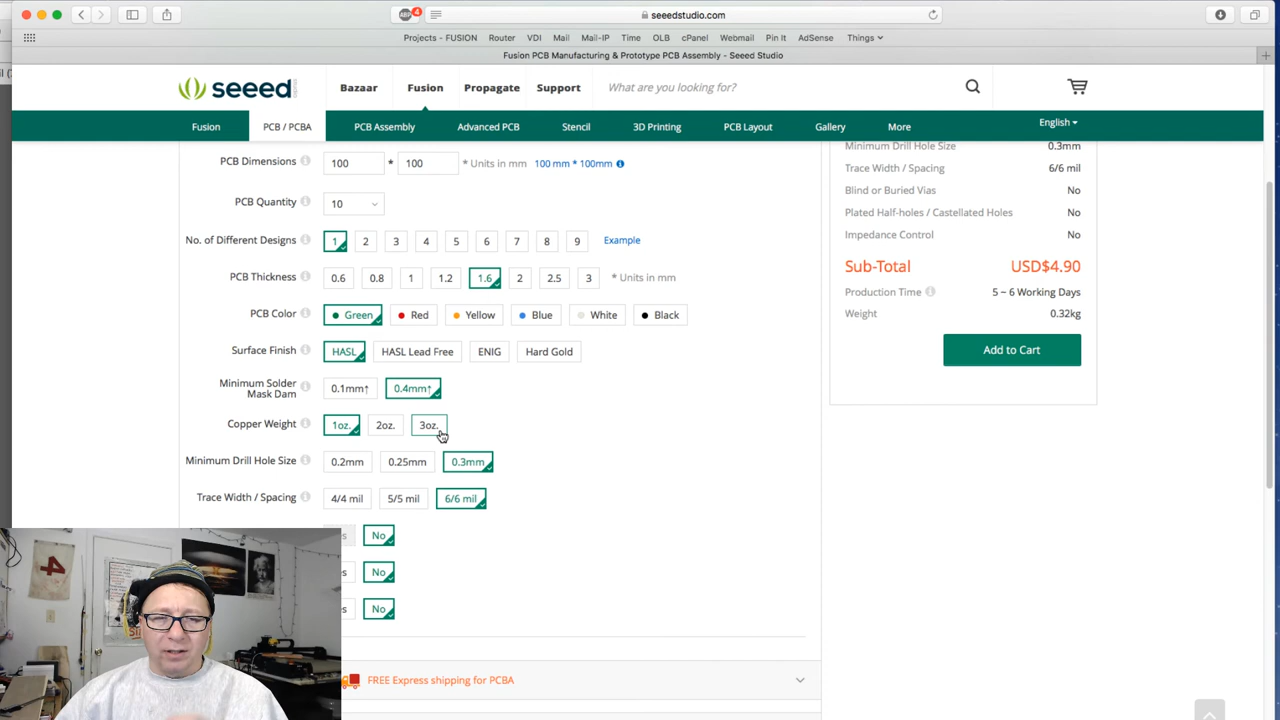 seeedstudio.com
4
Projects - FUSION Router VDI Mail Mail-IP Time OLB cPanel Webmail Pin It AdSense Things
Fusion PCB Manufacturing & Prototype PCB Assembly - Seeed Studio
seeed Bazaar Fusion Propagate Support What are you looking for?
Fusion PCB / PCBA PCB Assembly Advanced PCB Stencil 3D Printing PCB Layout Gallery More English
PCB Dimensions 100 * 100 * Units in mm 100 mm * 100mm
PCB Quantity 10
No. of Different Designs 1 2 3 4 5 6 7 8 9 Example
PCB Thickness 0.6 0.8 1 1.2 1.6 2 2.5 3 * Units in mm
PCB Color Green Red Yellow Blue White Black
Surface Finish HASL HASL Lead Free ENIG Hard Gold
Minimum Solder
Mask Dam 0.1mm↑ 0.4mm↑
Copper Weight 1oz. 2oz. 3oz.
Minimum Drill Hole Size 0.2mm 0.25mm 0.3mm
Trace Width / Spacing 4/4 mil 5/5 mil 6/6 mil
No
No
No
FREE Express shipping for PCBA
Minimum Drill Hole Size 0.3mm
Trace Width / Spacing 6/6 mil
Blind or Buried Vias No
Plated Half-holes / Castellated Holes No
Impedance Control No
Sub-Total USD$4.90
Production Time 5 – 6 Working Days
Weight 0.32kg
Add to Cart
4